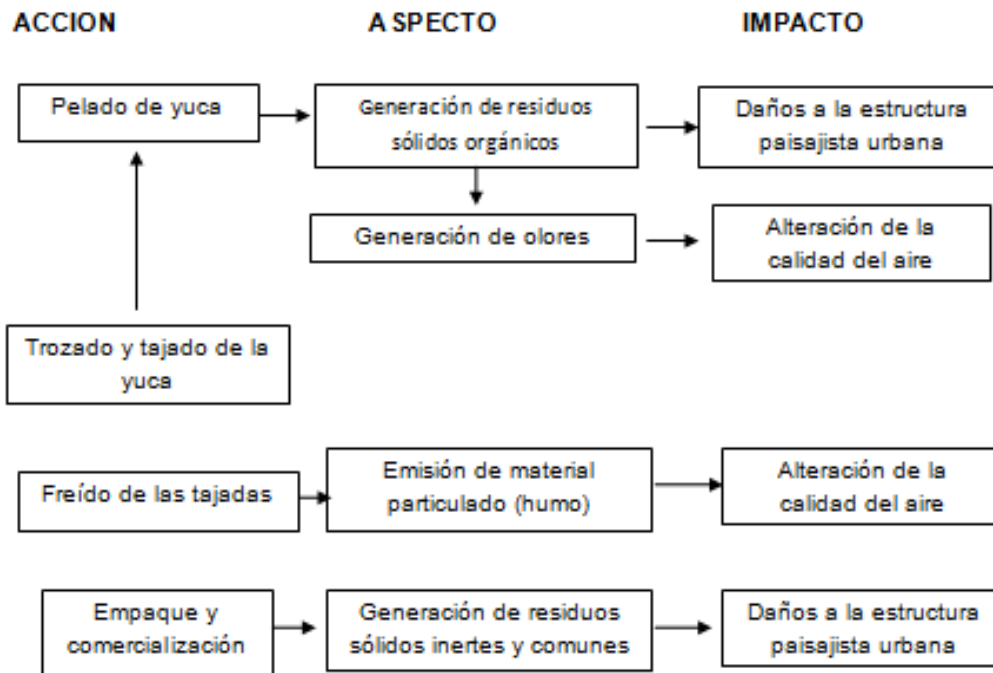 ACCION
ASPECTO
IMPACTO
Pelado de yuca
Generación de residuos
sólidos orgánicos
Daños a la estructura
paisajista urbana
Generación de olores
Alteración de la
calidad del aire
Trozado y tajado de la
yuca
Freído de las tajadas
Emisión de material
particulado (humo)
Alteración de la
calidad del aire
Empaque y
comercialización
Generación de residuos
sólidos inertes y comunes
Daños a la estructura
paisajista urbana